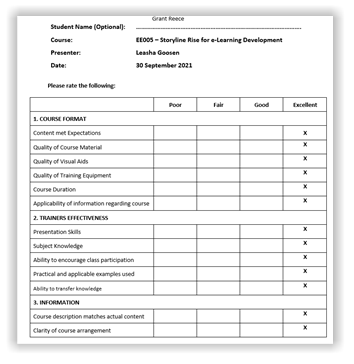 Grant Reece
Student Name (Optional): ....................................................................................
Course: EE005 – Storyline Rise for e-Learning Development
Presenter: Leasha Goosen
Date: 30 September 2021
Please rate the following:
Poor Fair Good Excellent
1. COURSE FORMAT
Content met Expectations X
Quality of Course Material X
Quality of Visual Aids X
Quality of Training Equipment X
Course Duration X
Applicability of information regarding course X
2. TRAINERS EFFECTIVENESS
Presentation Skills X
Subject Knowledge X
Ability to encourage class participation X
Practical and applicable examples used X
Ability to transfer knowledge X
3. INFORMATION
Course description matches actual content X
Clarity of course arrangement X